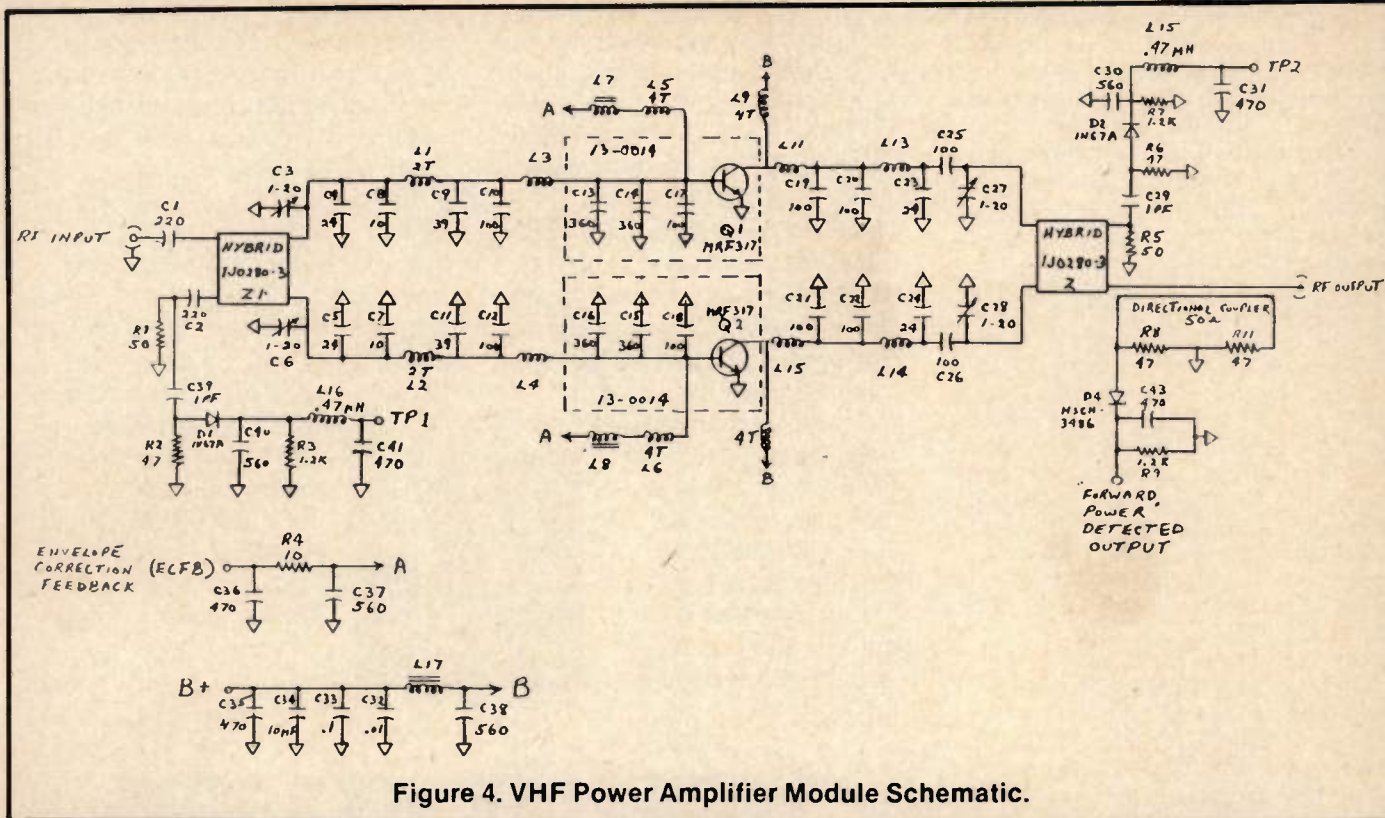 L15
.47 MH
TP2
C30
560
C31
470
R7
1.2K
D2
1N67A
R6
47
C29
1PF
R5
50
B
L9
4T
L7
L5
4T
A
13-0014
C3
1-20
L1
2T
L3
C4
24
C8
10
C9
39
C10
100
C13
360
C14
360
C17
100
Q1
MRF317
L11
C19
100
C20
100
L13
C23
24
C25
100
C27
1-20
C1
220
RF INPUT
HYBRID
1J0280-3
Z1
HYBRID
1J0280-3
2
RF OUTPUT
R1
50
220
C2
1-20
C6
C5
24
C7
10
C11
39
C12
100
2T
L2
L4
C16
360
C15
360
C18
100
MRF317
Q2
13-0014
A
L8
4T
L6
4T
B
L15
C21
100
C22
100
L14
C24
24
100
C26
C28
1-20
DIRECTIONAL COUPLER
50Ω
R8
47
R11
47
D4
MSCH-
3486
C43
470
1.2K
R9
FORWARD
POWER
DETECTED
OUTPUT
C39
1PF
R2
47
D1
1N67A
C40
560
R3
1.2K
L16
.47MH
TP1
C41
470
ENVELOPE
CORRECTION (ECFB)
FEEDBACK
R4
10
A
C36
470
C37
560
B+
C35
470
C34
10MF
C33
.1
C32
.01
L17
B
C38
560
Figure 4. VHF Power Amplifier Module Schematic.